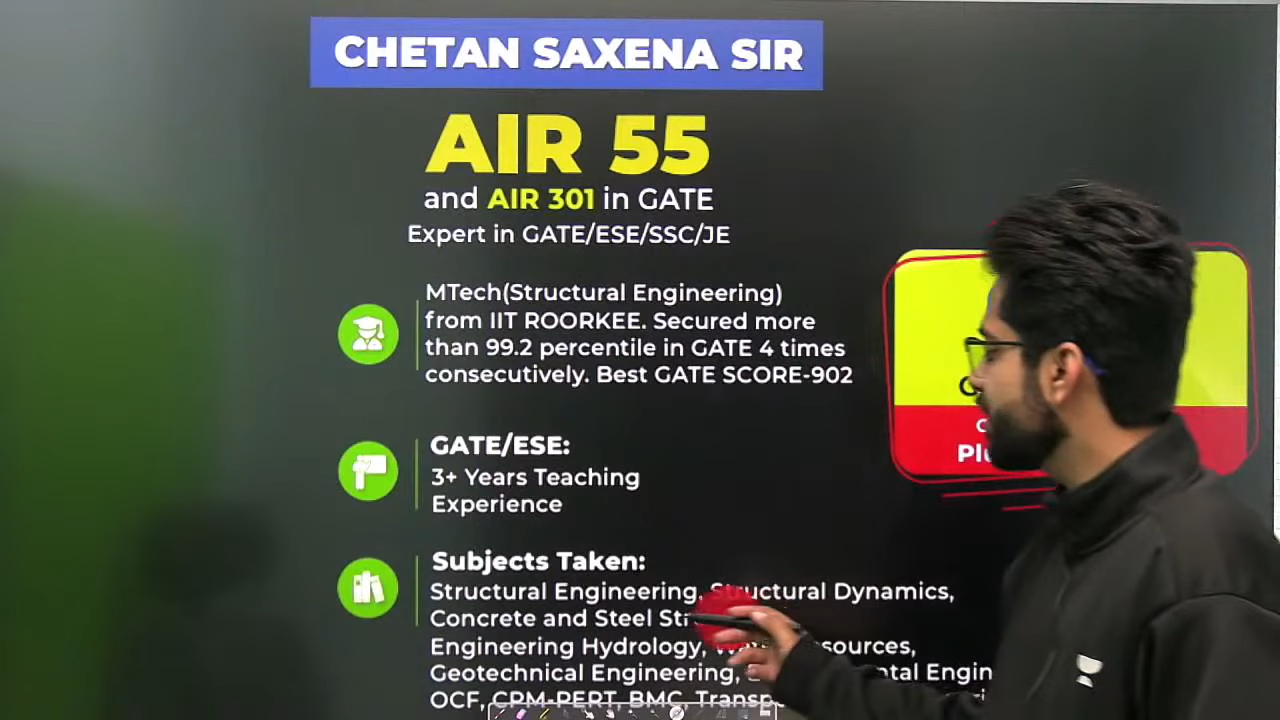 CHETAN SAXENA SIR
AIR 55
and AIR 301 in GATE
Expert in GATE/ESE/SSC/JE
MTech(Structural Engineering)
from IIT ROORKEE. Secured more
than 99.2 percentile in GATE 4 times
consecutively. Best GATE SCORE-902
GATE/ESE:
3+ Years Teaching
Experience
Subjects Taken:
Structural Engineering, Structural Dynamics,
Concrete and Steel
Engineering Hydrology,
Geotechnical Engineering,
OCF, CPM-PERT, BMC,